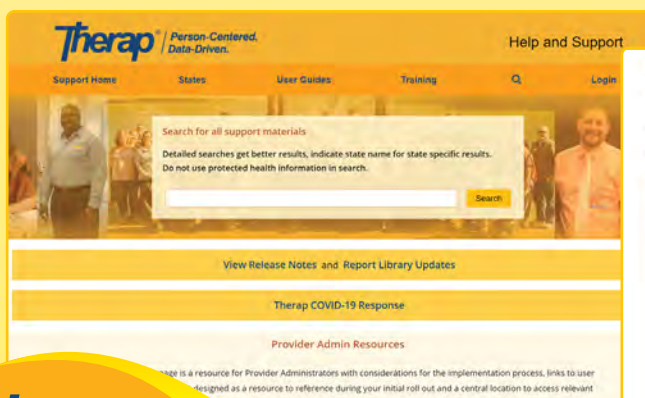 Therap® Person-Centered.
Data-Driven.
Help and Support
Support Home States User Guides Training Login
Search for all support materials
Detailed searches get better results, indicate state name for state specific results.
Do not use protected health information in search.
Search
View Release Notes and Report Library Updates
Therap COVID-19 Response
Provider Admin Resources
page is a resource for Provider Administrators with considerations for the implementation process, links to user
designed as a resource to reference during your initial roll out and a central location to access relevant